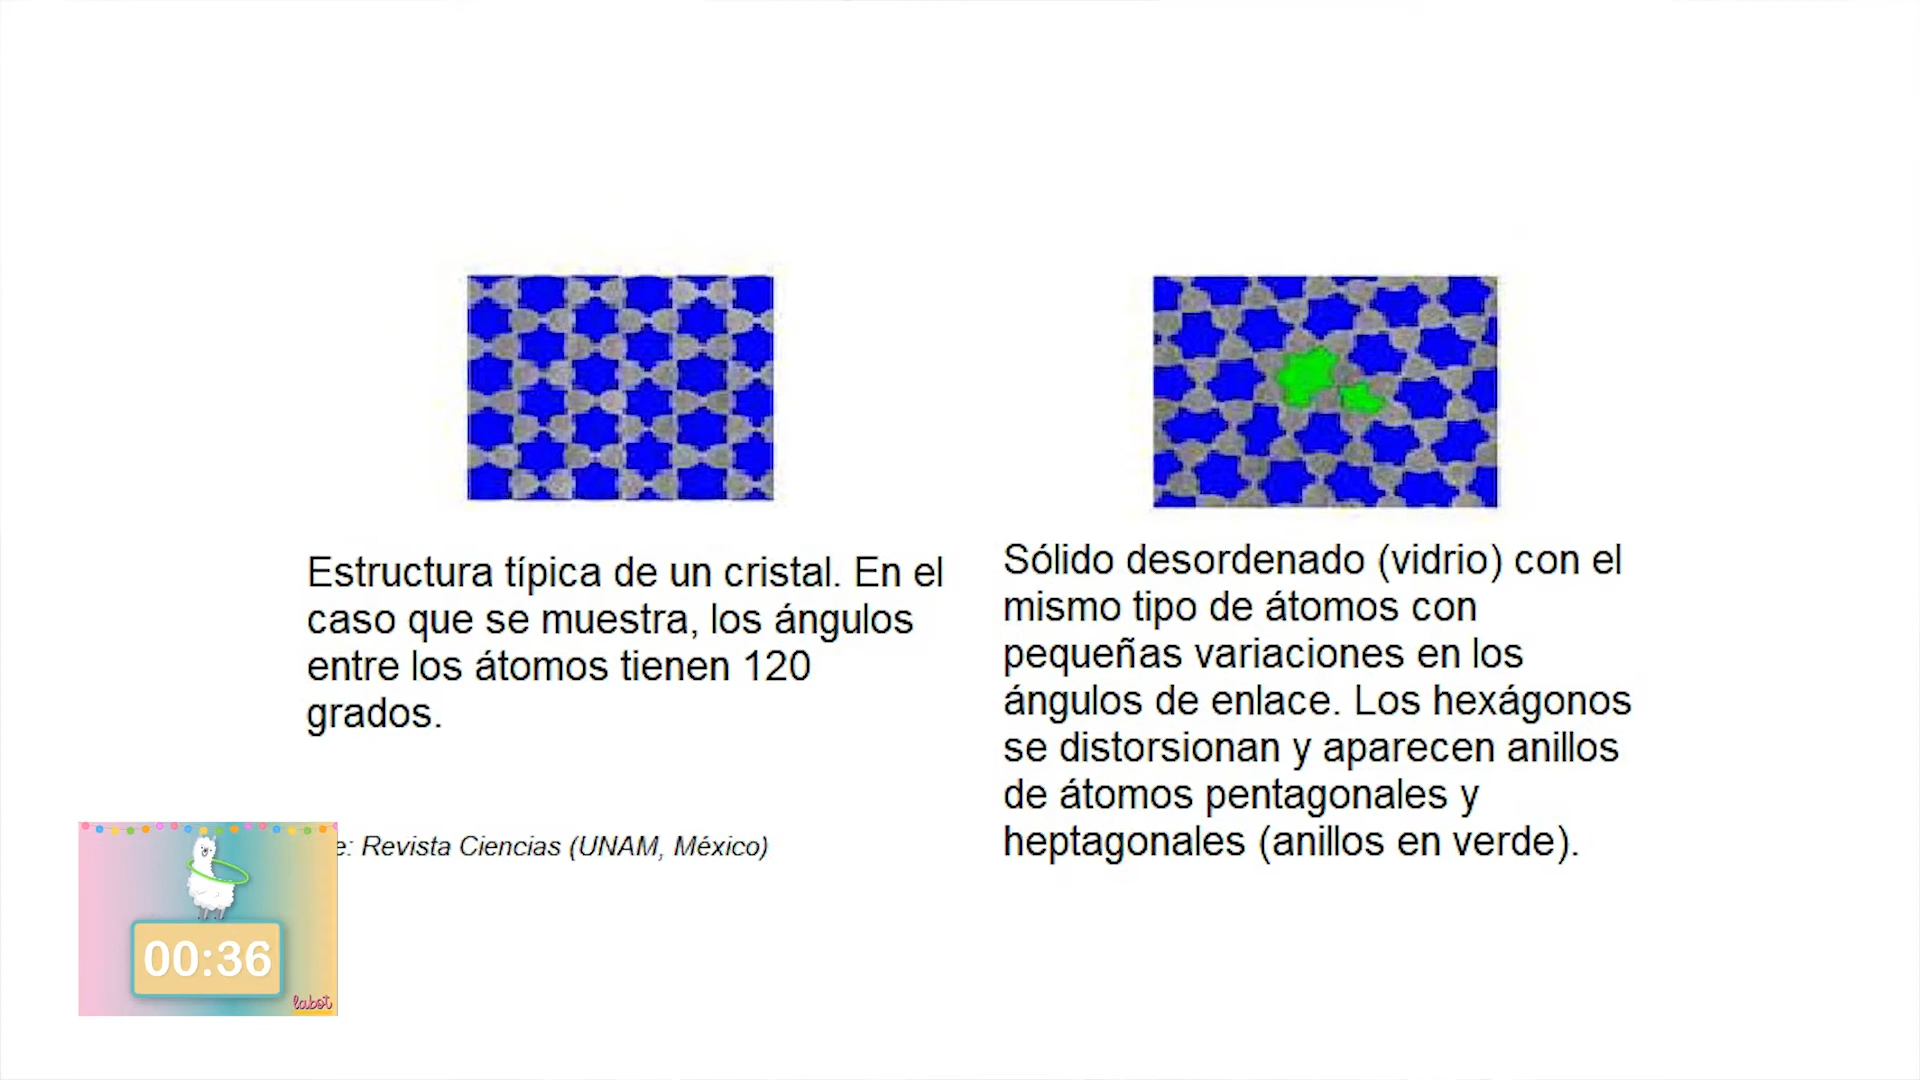 Estructura típica de un cristal. En el
caso que se muestra, los ángulos
entre los átomos tienen 120
grados.
Sólido desordenado (vidrio) con el
mismo tipo de átomos con
pequeñas variaciones en los
ángulos de enlace. Los hexágonos
se distorsionan y aparecen anillos
de átomos pentagonales y
heptagonales (anillos en verde).
Revista Ciencias (UNAM, México)
00:36
labot